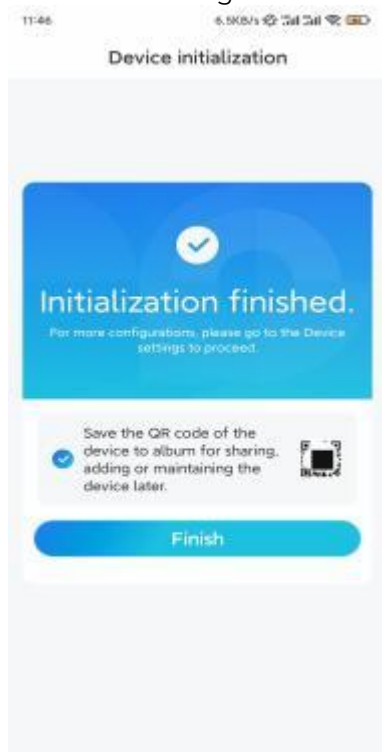 11:46 6.5KB/s
Device initialization
Initialization finished.
For more configurations, please go to the Device
settings to proceed.
Save the QR code of the
device to album for sharing,
adding or maintaining the
device later.
Finish